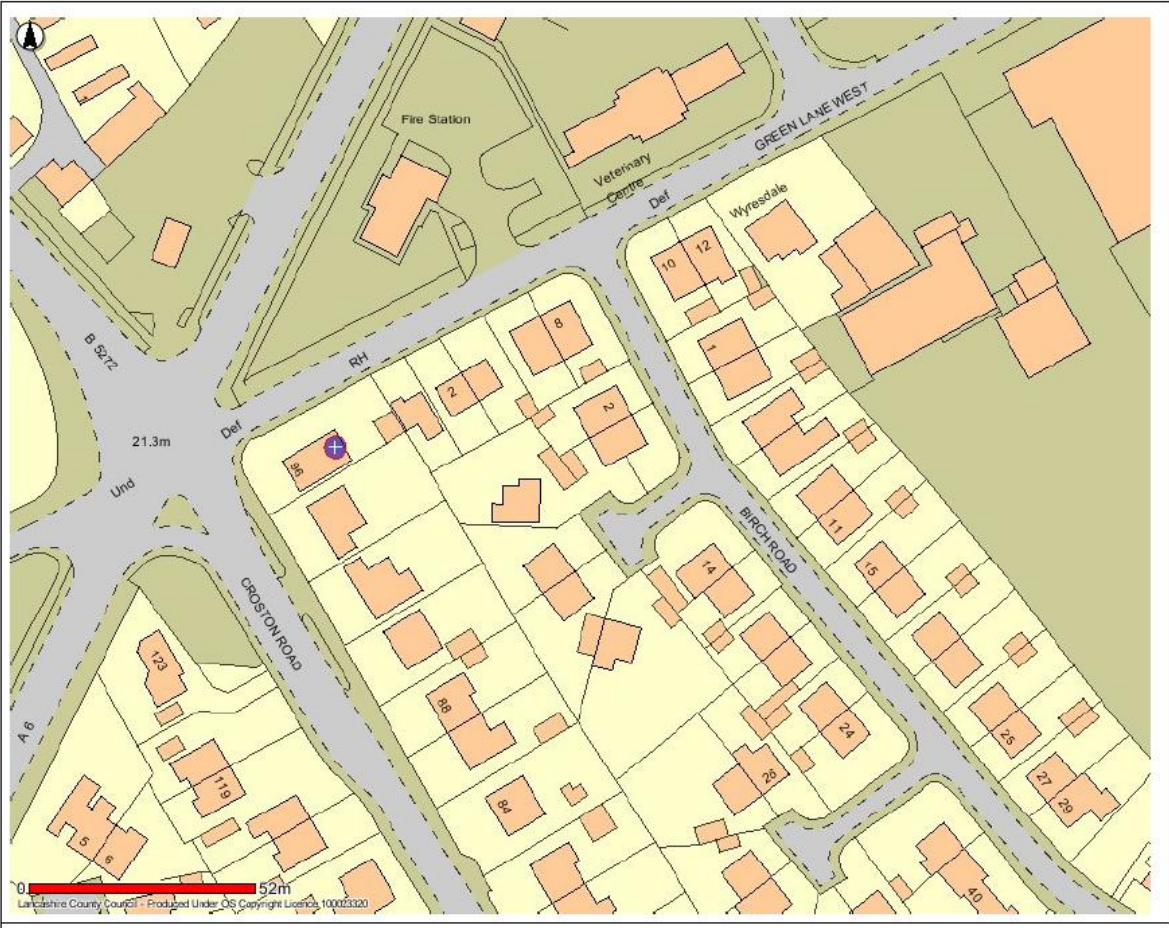 Fire Station
GREEN LANE WEST
Veterinary
Centre
Def
Wyresdale
10
12
B 5272
RH
8
1
2
2
21.3m
Def
96
Und
11
BIRCH ROAD
14
15
CROSTON ROAD
123
A 6
88
24
25
26
27
29
119
84
5
6
40
0
52m
Lancashire County Council - Produced Under OS Copyright Licence 100023320